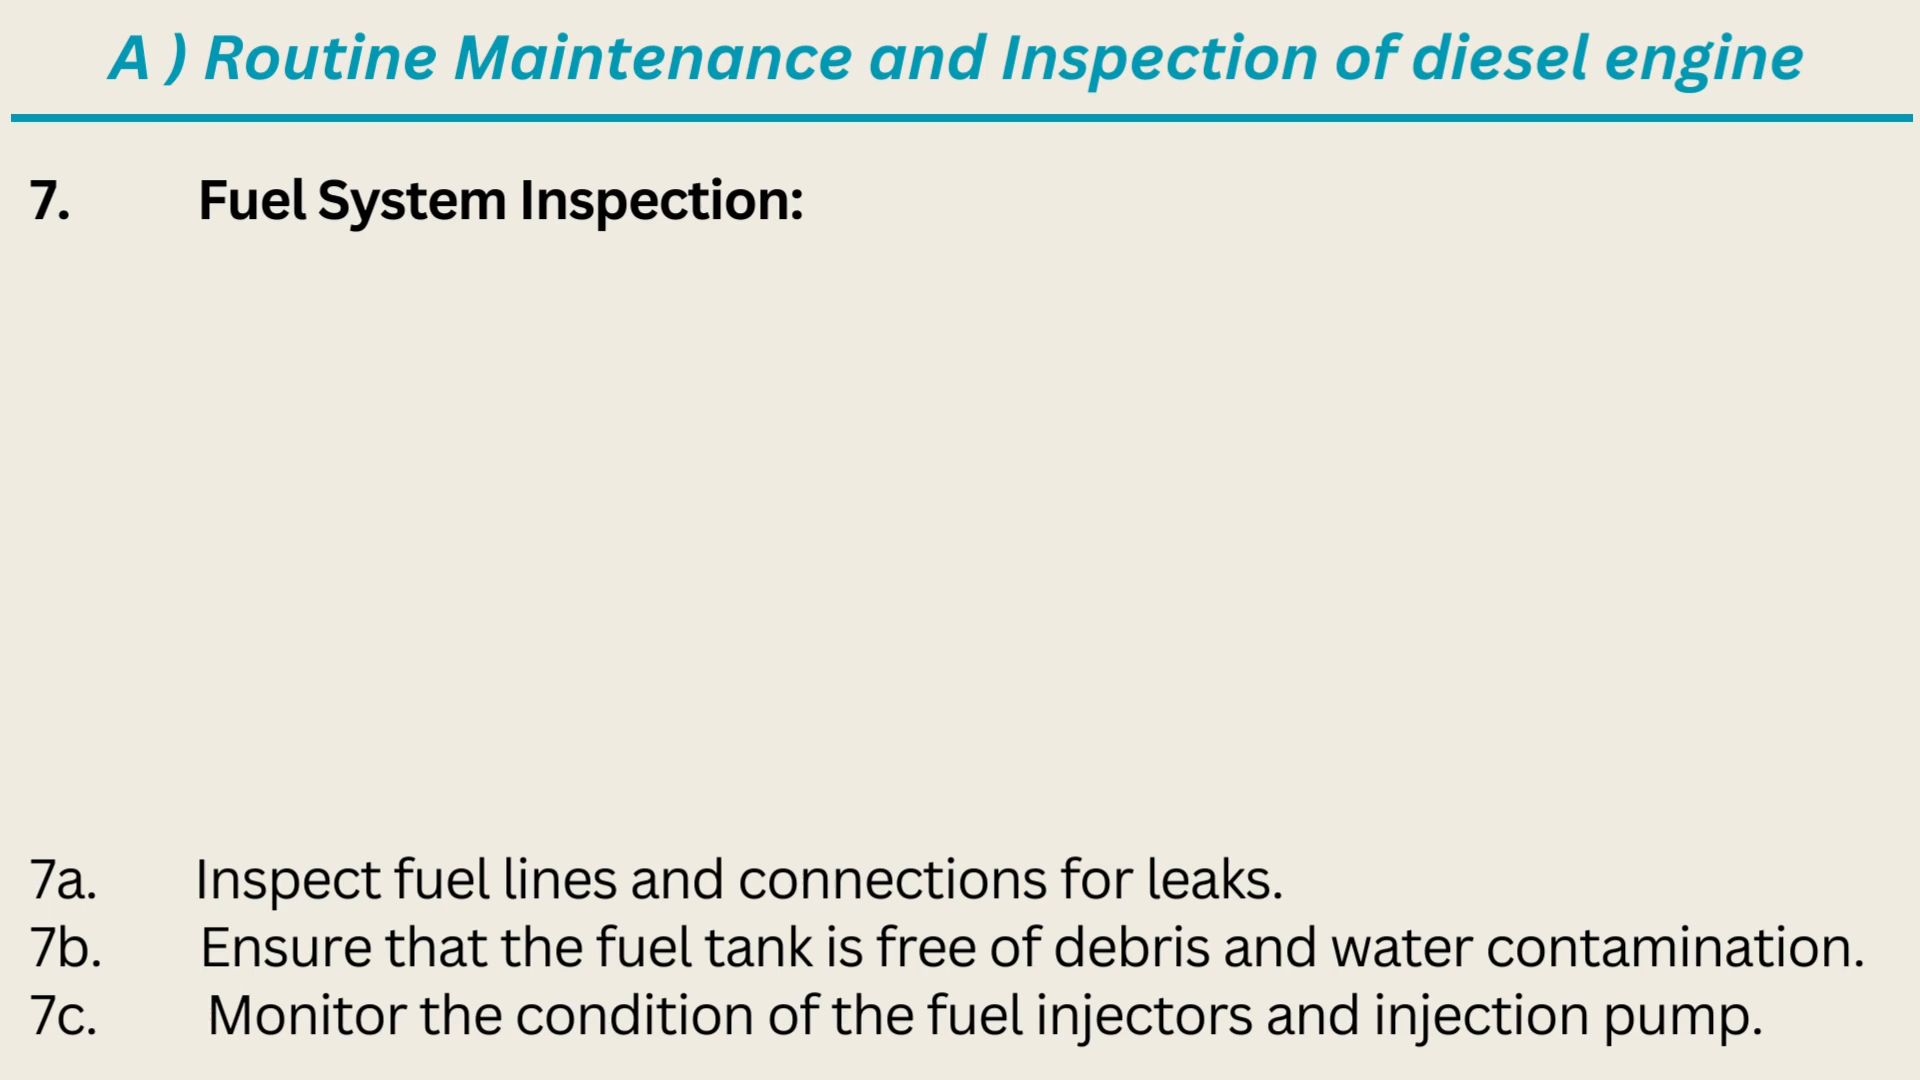 A ) Routine Maintenance and Inspection of diesel engine
7. Fuel System Inspection:
7a. Inspect fuel lines and connections for leaks.
7b. Ensure that the fuel tank is free of debris and water contamination.
7c. Monitor the condition of the fuel injectors and injection pump.